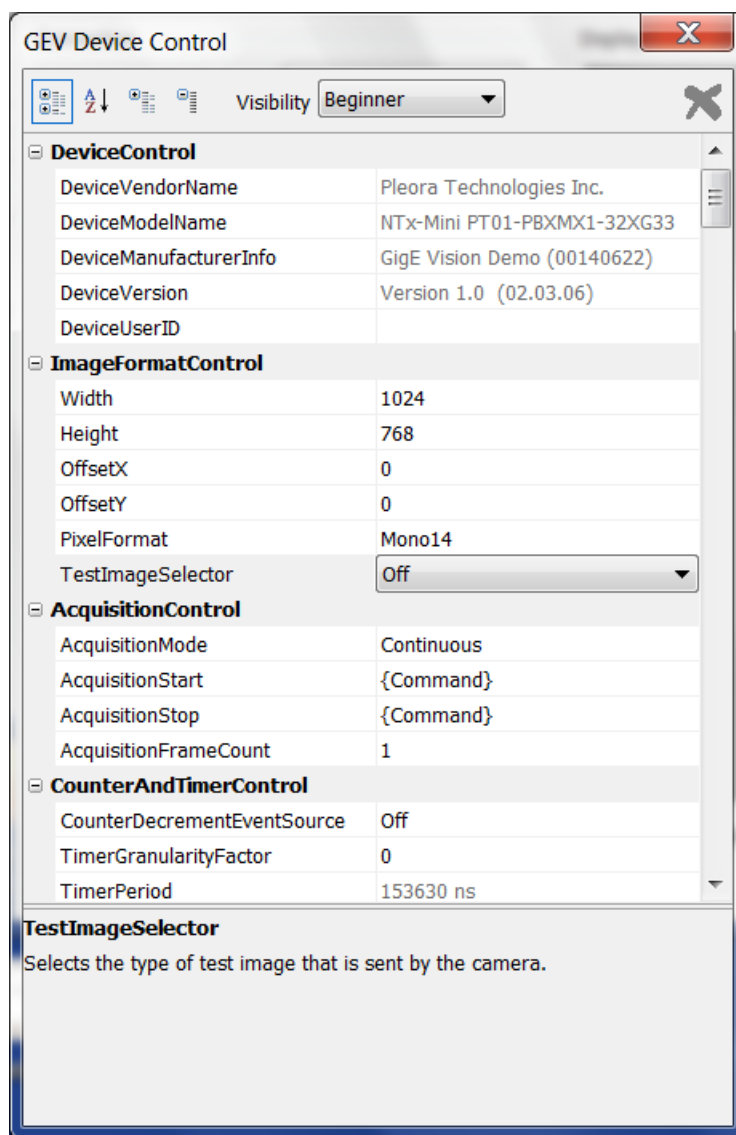 GEV Device Control
Visibility Beginner
DeviceControl
DeviceVendorName Pleora Technologies Inc.
DeviceModelName NTx-Mini PT01-PBXMX1-32XG33
DeviceManufacturerInfo GigE Vision Demo (00140622)
DeviceVersion Version 1.0 (02.03.06)
DeviceUserID
ImageFormatControl
Width 1024
Height 768
OffsetX 0
OffsetY 0
PixelFormat Mono14
TestImageSelector Off
AcquisitionControl
AcquisitionMode Continuous
AcquisitionStart {Command}
AcquisitionStop {Command}
AcquisitionFrameCount 1
CounterAndTimerControl
CounterDecrementEventSource Off
TimerGranularityFactor 0
TimerPeriod 153630 ns
TestImageSelector
Selects the type of test image that is sent by the camera.